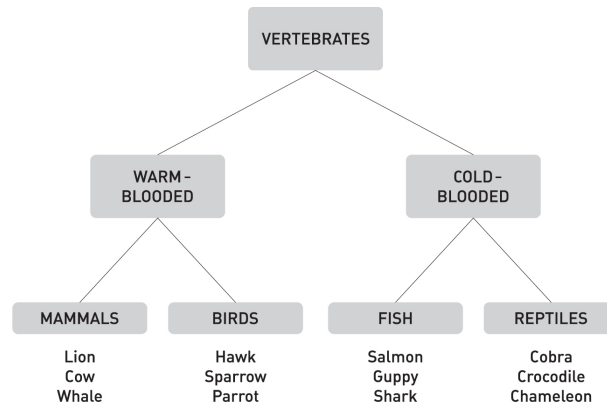 VERTEBRATES
WARM-
BLOODED
COLD-
BLOODED
MAMMALS
BIRDS
FISH
REPTILES
Lion
Cow
Whale
Hawk
Sparrow
Parrot
Salmon
Guppy
Shark
Cobra
Crocodile
Chameleon